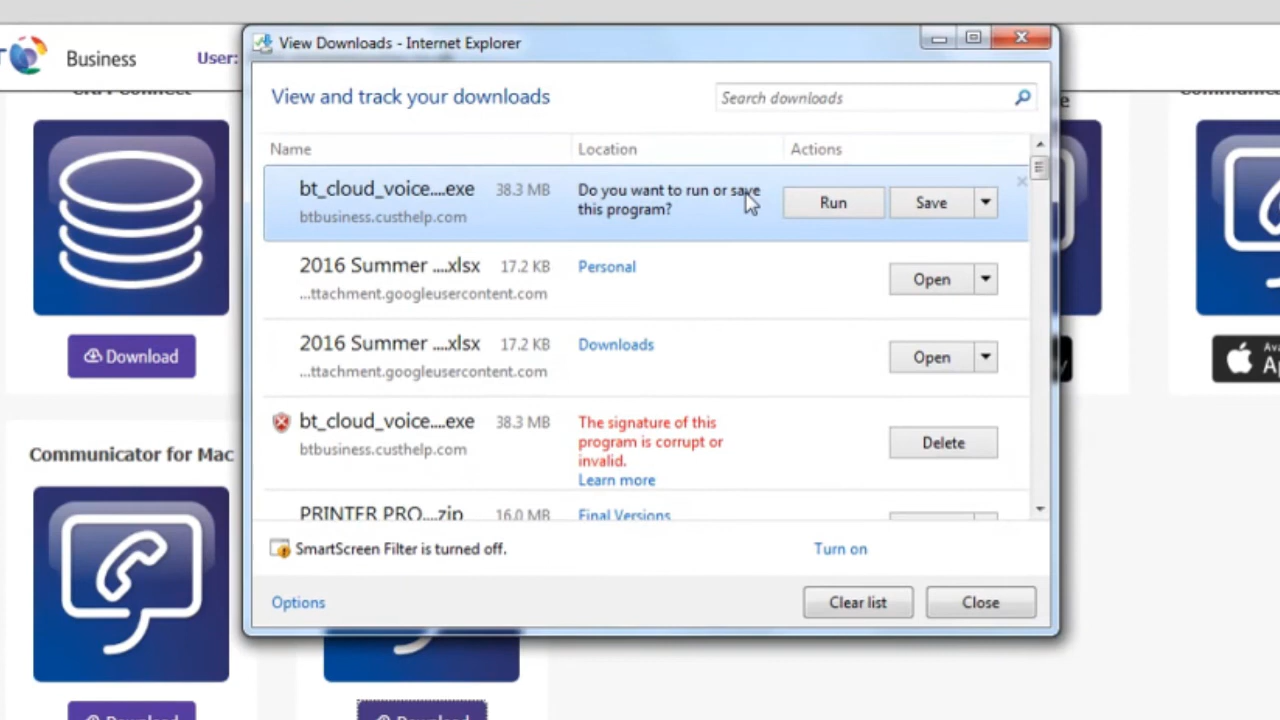 Business
User:
View Downloads - Internet Explorer
View and track your downloads
Search downloads
Name
Location
Actions
bt_cloud_voice....exe
38.3 MB
Do you want to run or save
this program?
Run
Save
btbusiness.custhelp.com
2016 Summer ....xlsx
17.2 KB
Personal
Open
...ttachment.googleusercontent.com
2016 Summer ....xlsx
17.2 KB
Downloads
Open
...ttachment.googleusercontent.com
bt_cloud_voice....exe
38.3 MB
The signature of this
program is corrupt or
invalid.
Learn more
Delete
btbusiness.custhelp.com
PRINTER PRO....zip
16.0 MB
Final Versions
SmartScreen Filter is turned off.
Turn on
Options
Clear list
Close
Download
Communicator for Mac
Download
Download